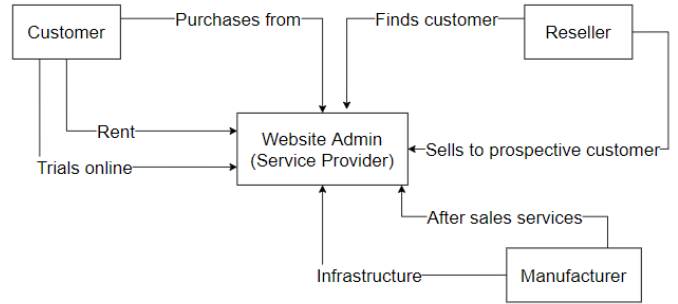 Customer
Purchases from
Finds customer
Reseller
Rent
Website Admin
(Service Provider)
Sells to prospective customer
Trials online
After sales services
Infrastructure
Manufacturer